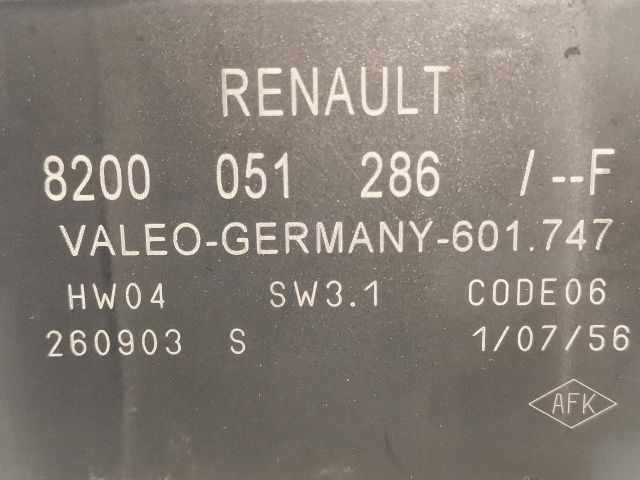 RENAULT
8200 051 286 /--F
VALEO-GERMANY-601.747
HW04 SW3.1 CODE06
260903 S 1/07/56
AFK